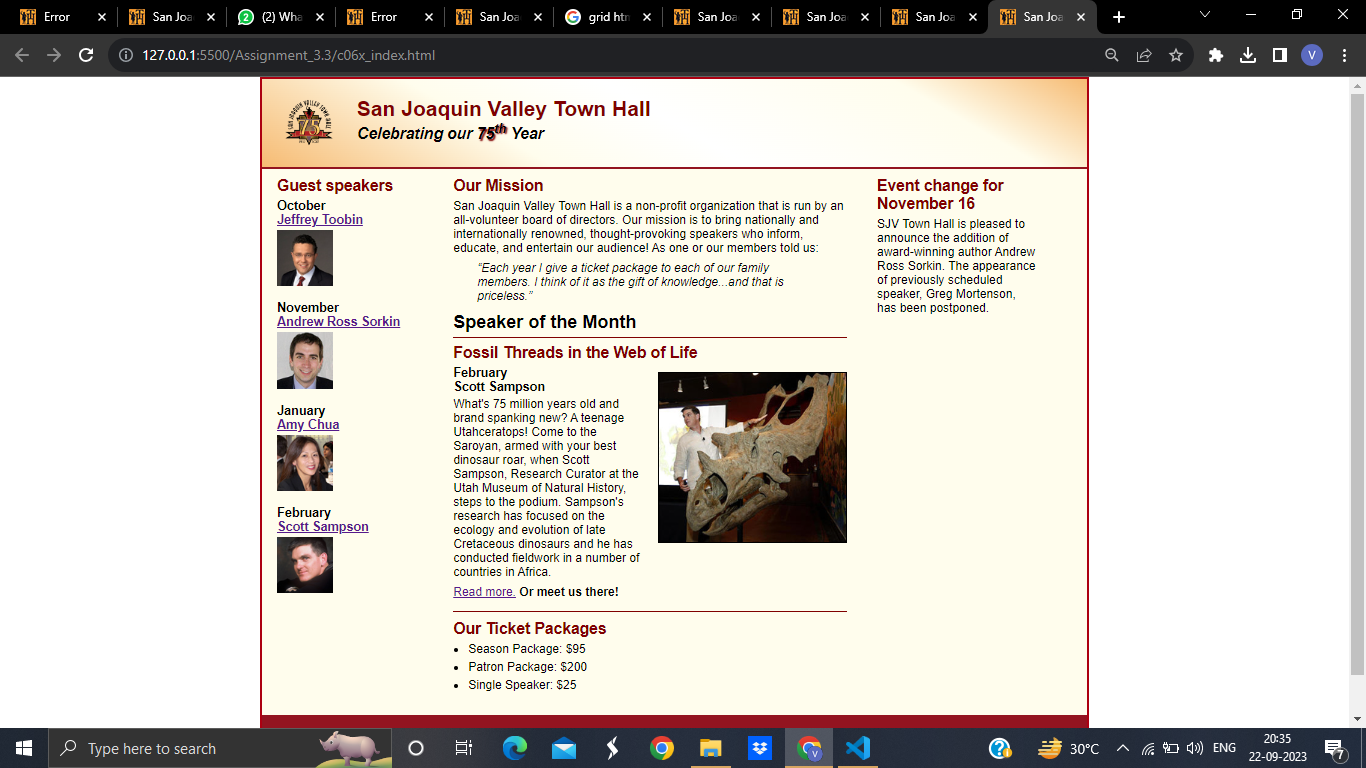 Error
San Joa
(2) Wha
Error
San Joa
grid htm
San Joa
San Joa
San Joa
San Joa
127.0.0.1:5500/Assignment_3.3/c06x_index.html
V
SAN JOAQUIN VALLEY TOWN HALL
75
San Joaquin Valley Town Hall
Celebrating our 75th Year
Guest speakers
October
Jeffrey Toobin
November
Andrew Ross Sorkin
January
Amy Chua
February
Scott Sampson
Our Mission
San Joaquin Valley Town Hall is a non-profit organization that is run by an
all-volunteer board of directors. Our mission is to bring nationally and
internationally renowned, thought-provoking speakers who inform,
educate, and entertain our audience! As one or our members told us:
“Each year I give a ticket package to each of our family
members. I think of it as the gift of knowledge...and that is
priceless.”
Speaker of the Month
Fossil Threads in the Web of Life
February
Scott Sampson
What's 75 million years old and
brand spanking new? A teenage
Utahceratops! Come to the
Saroyan, armed with your best
dinosaur roar, when Scott
Sampson, Research Curator at the
Utah Museum of Natural History,
steps to the podium. Sampson's
research has focused on the
ecology and evolution of late
Cretaceous dinosaurs and he has
conducted fieldwork in a number of
countries in Africa.
Read more. Or meet us there!
Our Ticket Packages
• Season Package: $95
• Patron Package: $200
• Single Speaker: $25
Event change for
November 16
SJV Town Hall is pleased to
announce the addition of
award-winning author Andrew
Ross Sorkin. The appearance
of previously scheduled
speaker, Greg Mortenson,
has been postponed.
Type here to search
30°C
ENG
20:35
22-09-2023
7